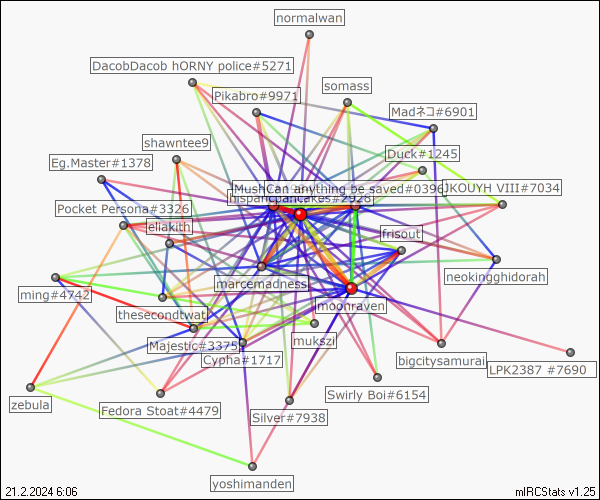 normalwan
DacobDacob hORNY police#5271
somass
Pikabro#9971
Madネコ#6901
shawntee9
Duck#1245
Eg.Master#1378
MushCan anything be saved#0396
JKOUYH VIII#7034
hispanicpancakes#2928
Pocket Persona#3326
eliakith
frisout
marcemadness
neokingghidorah
ming#4742
moonraven
thesecondtwat
mukszil
Majestic#3375
Cypha#1717
bigcitysamurai
LPK2387 #7690
Swirly Boi#6154
zebula
Fedora Stoat#4479
Silver#7938
yoshimanden
21.2.2024 6:06
mIRCStats v1.25